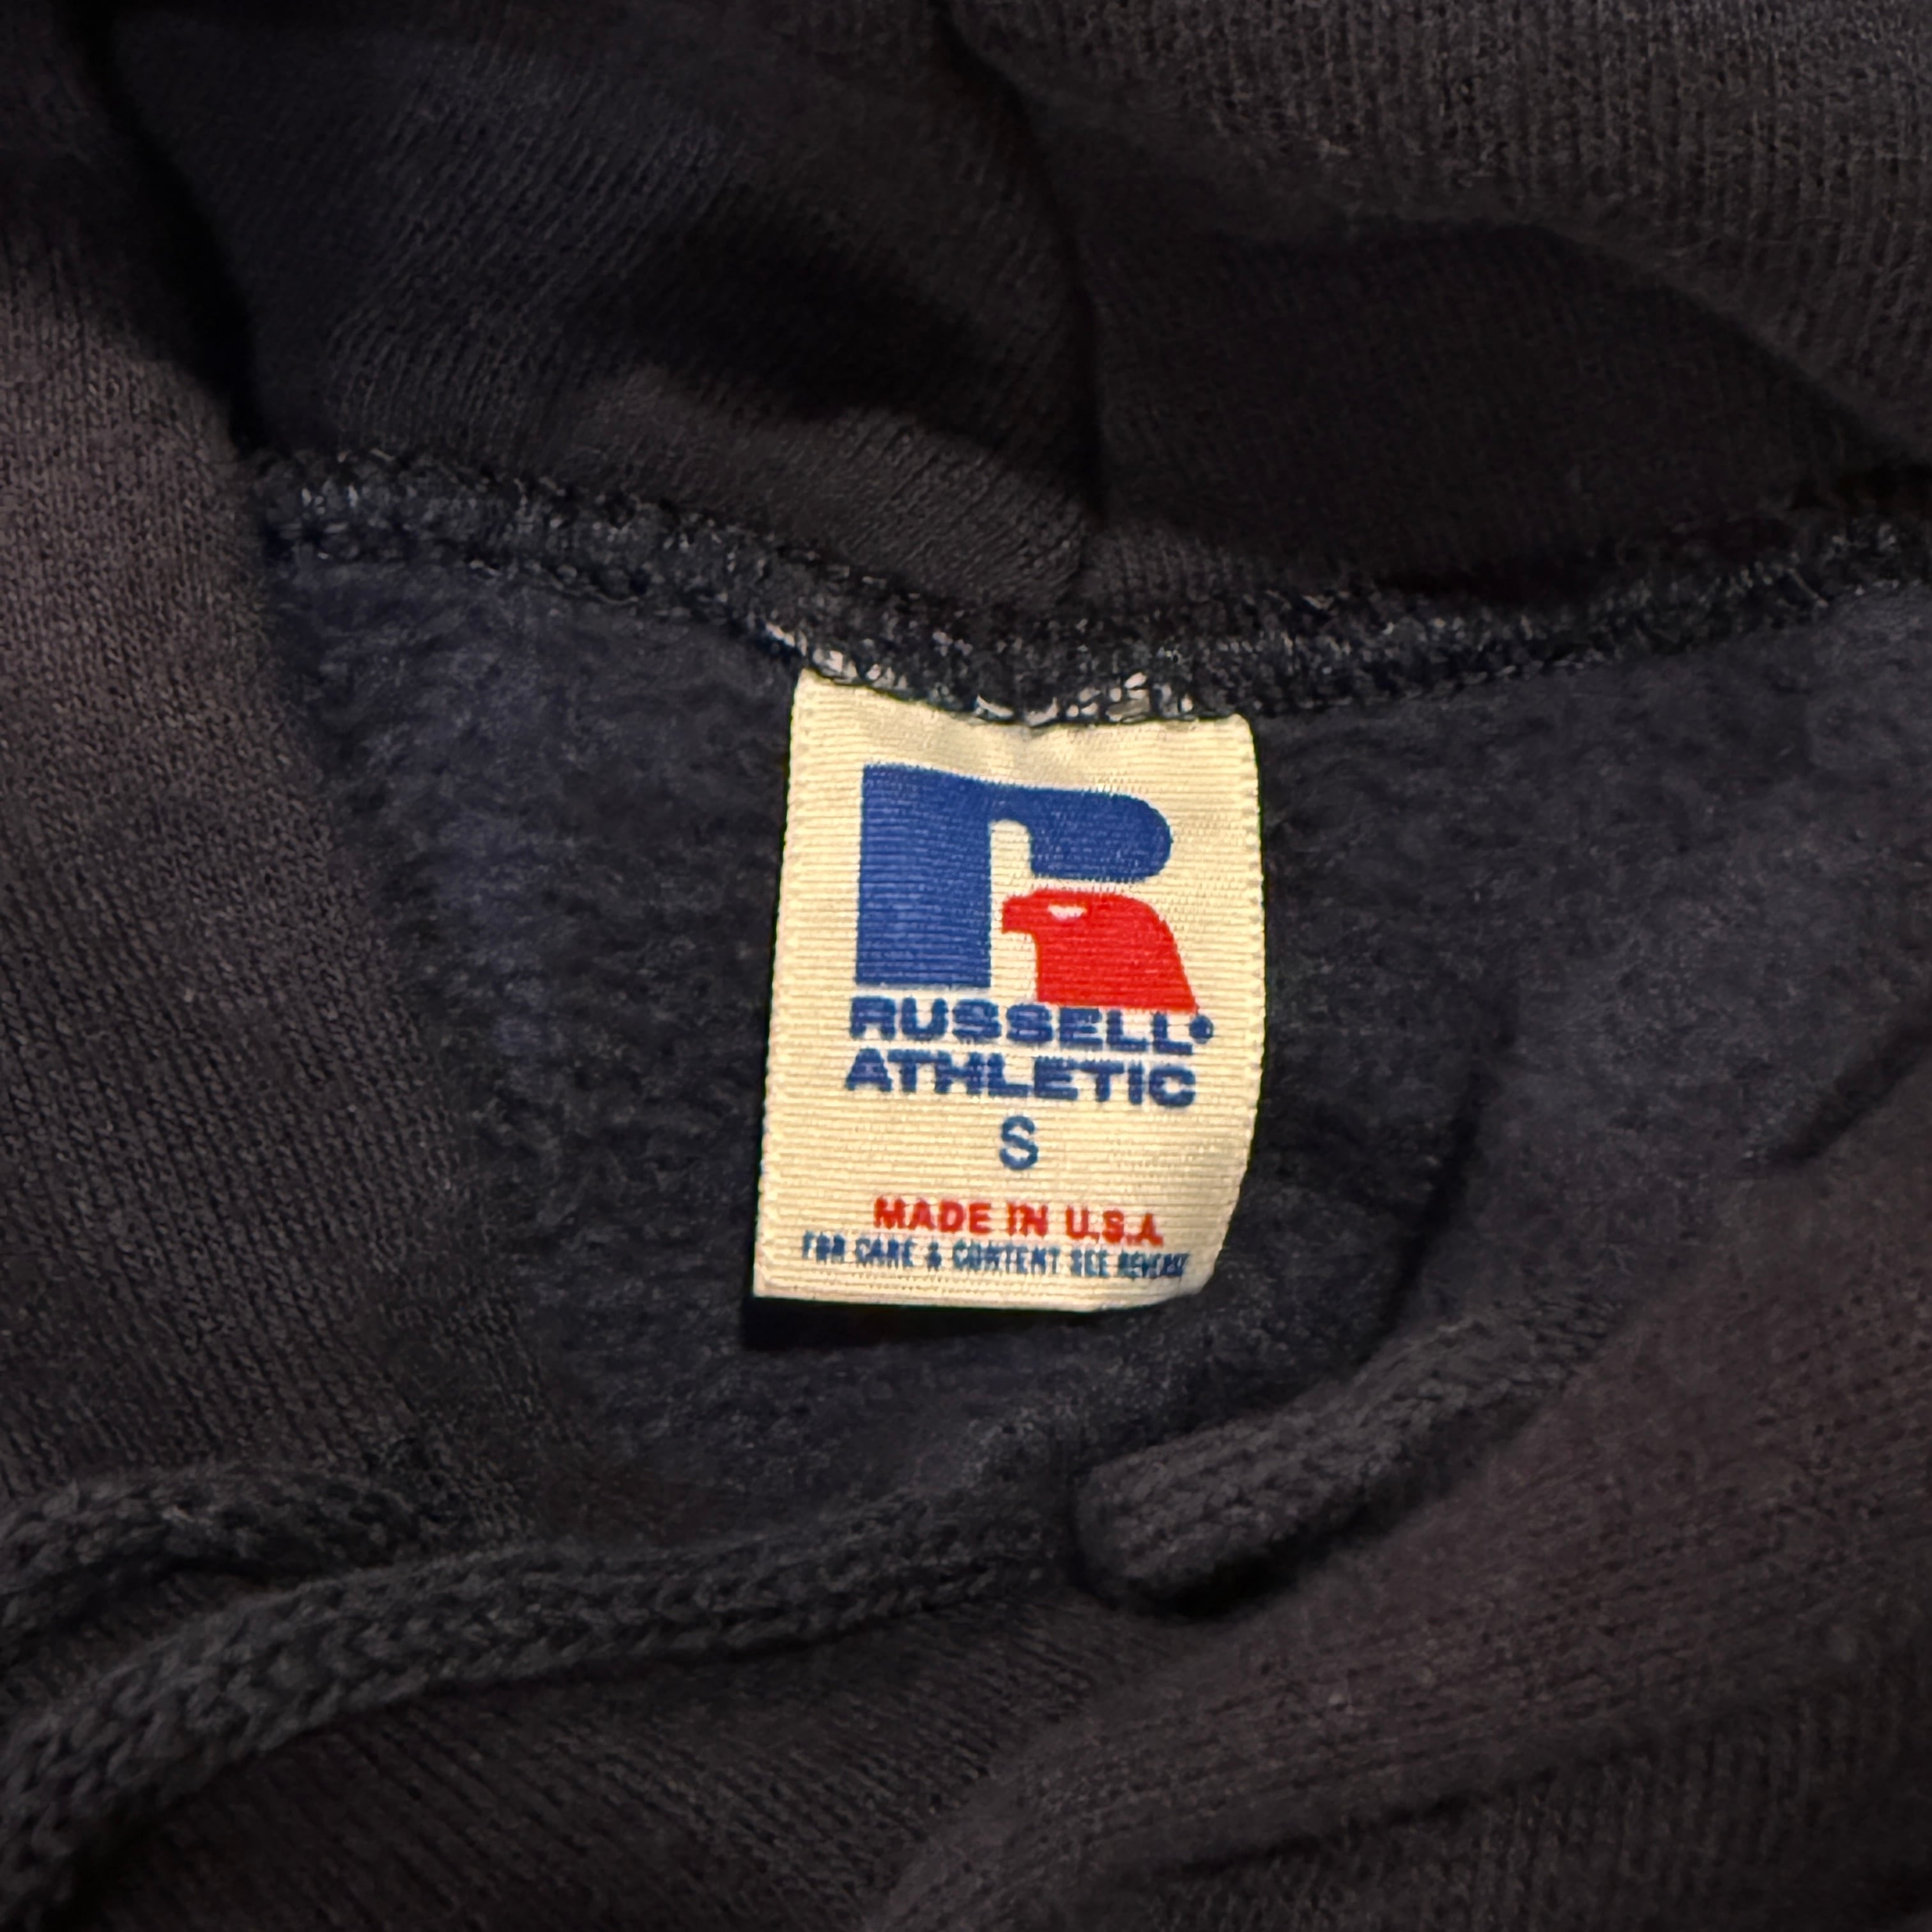 RUSSELL®
ATHLETIC
S
MADE IN U.S.A.
FOR CARE & CONTENT SEE REVERSE